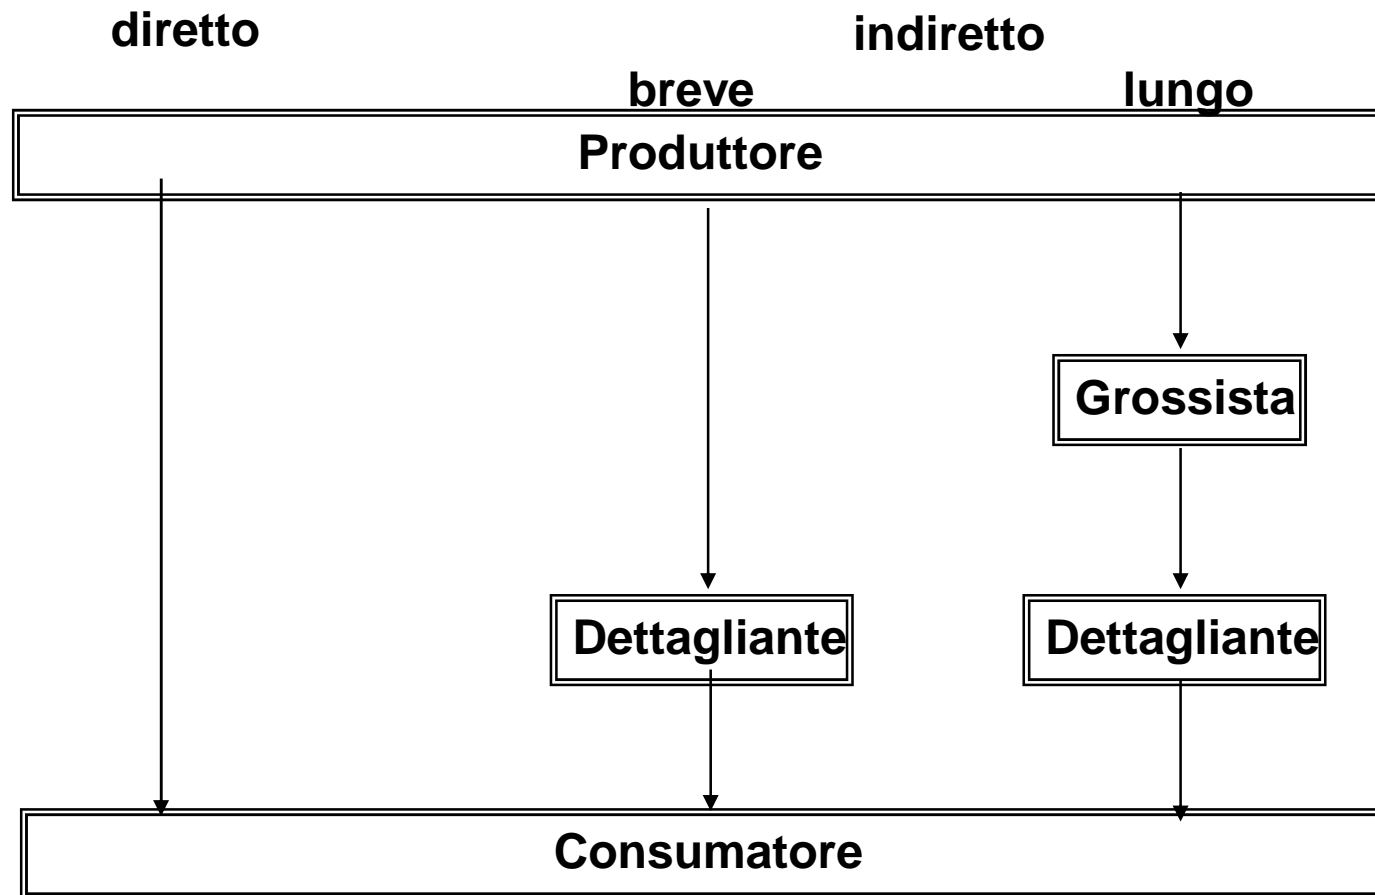 diretto
indiretto
breve
lungo
Produttore
Grossista
Dettagliante
Dettagliante
Consumatore